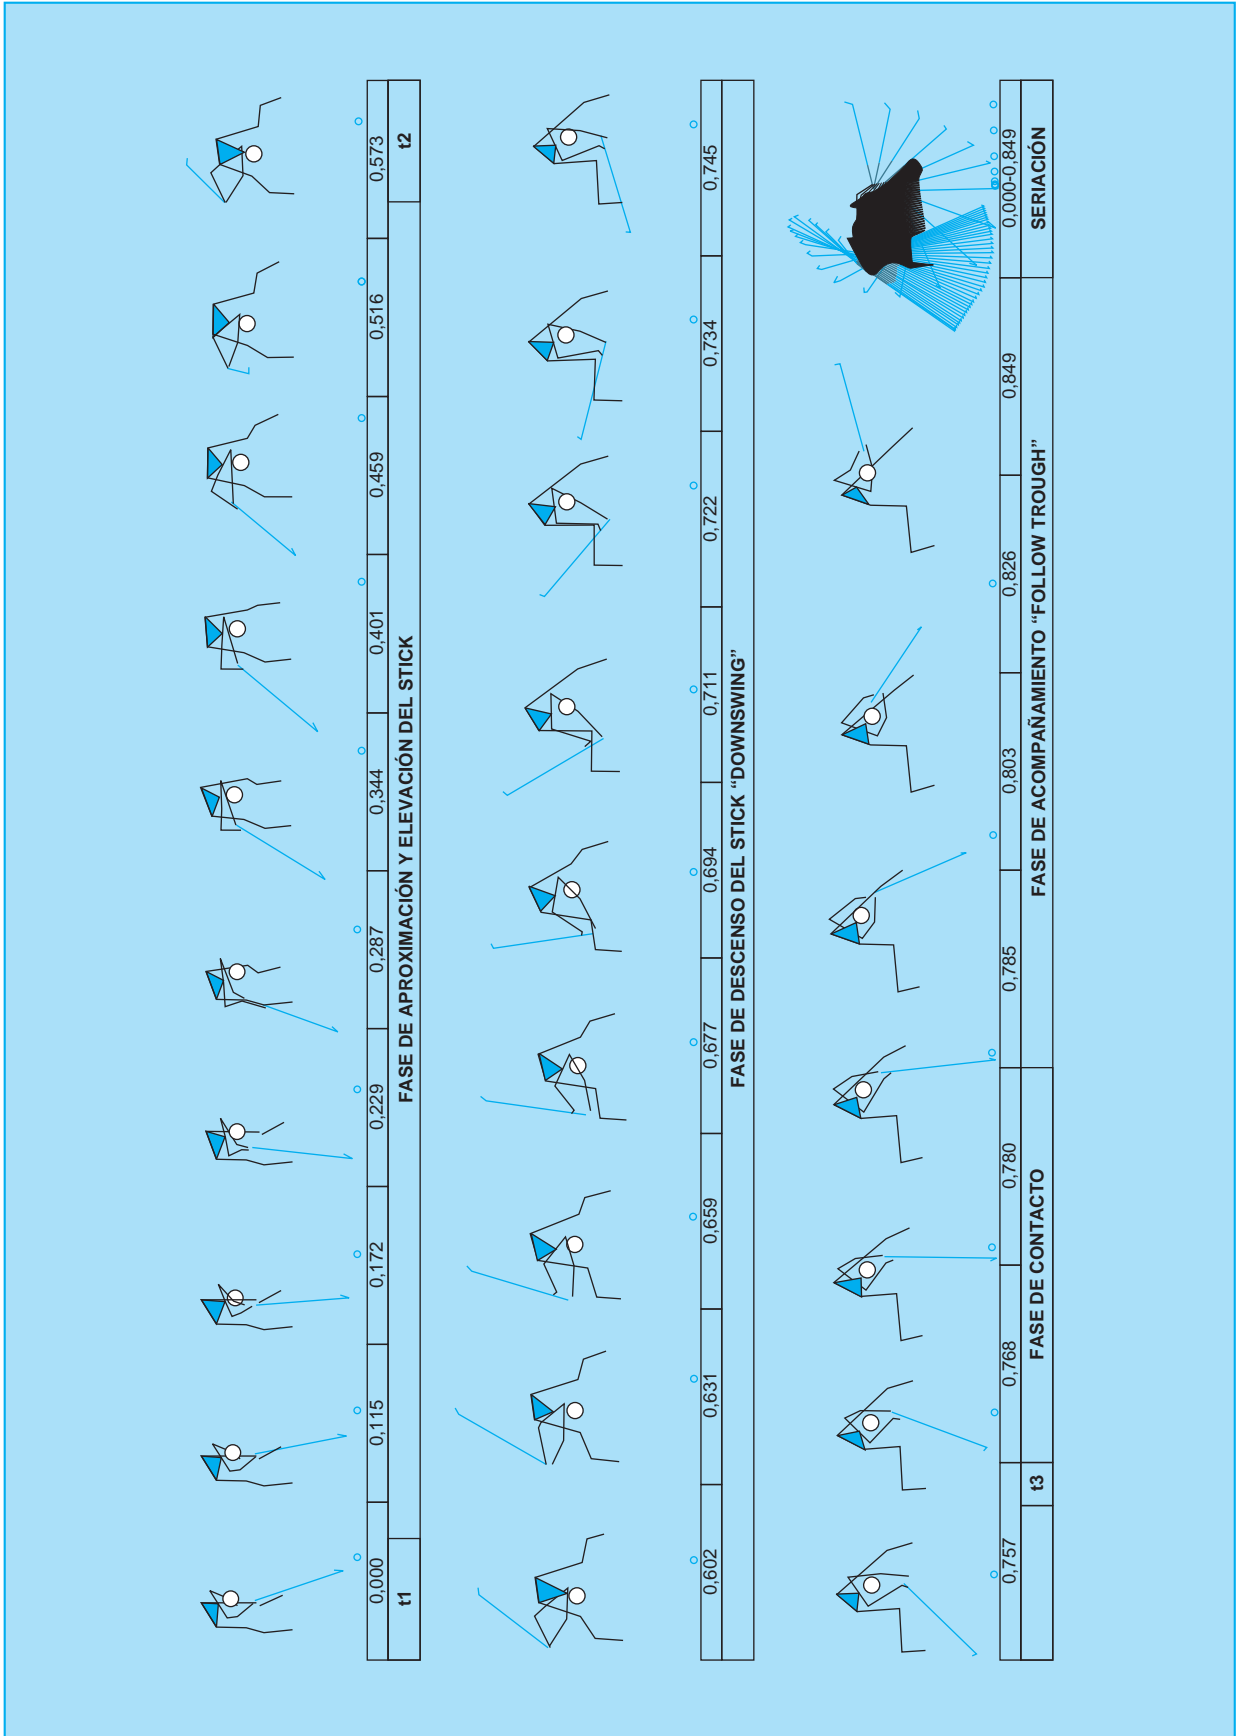 0,000 0,115 0,172 0,229 0,287 0,344 0,401 0,459 0,516 0,573
t1 FASE DE APROXIMACIÓN Y ELEVACIÓN DEL STICK t2
0,602 0,631 0,659 0,677 0,694 0,711 0,722 0,734 0,745
FASE DE DESCENSO DEL STICK “DOWNSWING”
0,757 0,768 0,780 0,785 0,803 0,826 0,849 0,000-0,849
t3 FASE DE CONTACTO FASE DE ACOMPAÑAMIENTO “FOLLOW TROUGH” SERIACIÓN